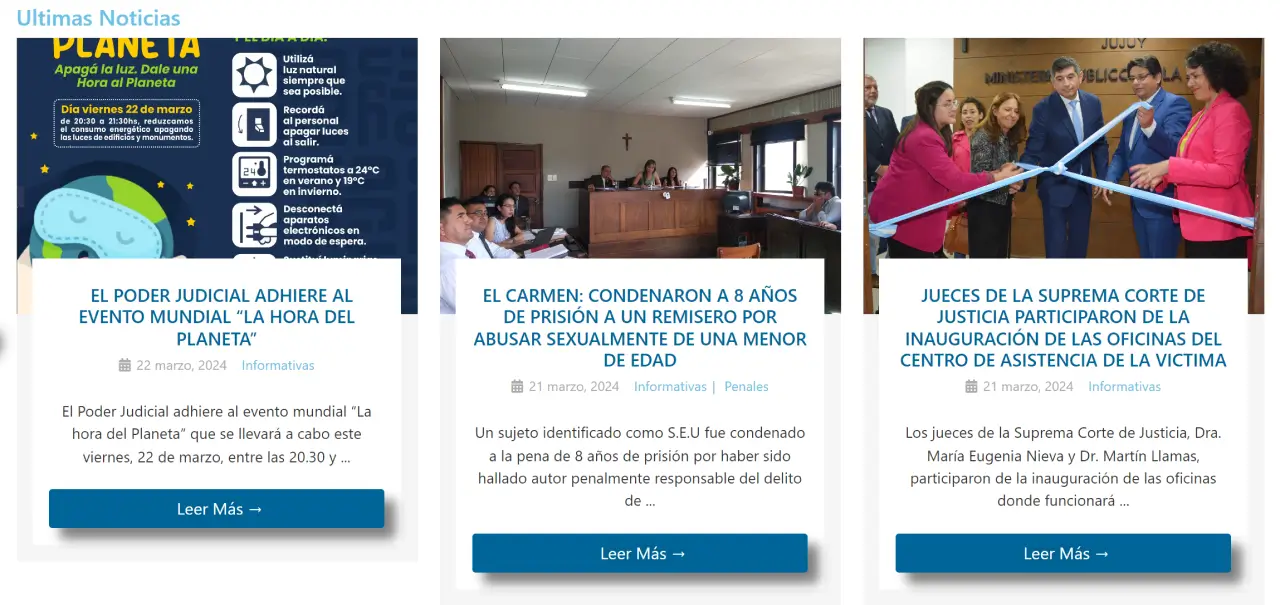 Ultimas Noticias
PLANETA
Apagá la luz. Dale una
Hora al Planeta
Día viernes 22 de marzo
de 20:30 a 21:30hs, reduzcamos
el consumo energético apagando
las luces de edificios y monumentos.
Utilizá
luz natural
siempre que
sea posible.
Recordá
al personal
apagar luces
al salir.
24°
Programá
termostatos a 24°C
en verano y 19°C
en invierno.
Desconectá
aparatos
electrónicos en
modo de espera.
EL PODER JUDICIAL ADHIERE AL
EVENTO MUNDIAL “LA HORA DEL
PLANETA”
22 marzo, 2024 Informativas
El Poder Judicial adhiere al evento mundial “La
hora del Planeta” que se llevará a cabo este
viernes, 22 de marzo, entre las 20.30 y ...
Leer Más →
EL CARMEN: CONDENARON A 8 AÑOS
DE PRISIÓN A UN REMISERO POR
ABUSAR SEXUALMENTE DE UNA MENOR
DE EDAD
21 marzo, 2024 Informativas | Penales
Un sujeto identificado como S.E.U fue condenado
a la pena de 8 años de prisión por haber sido
hallado autor penalmente responsable del delito
de ...
Leer Más →
JUJUY
MINISTERIO PÚBLICO DE LA
JUECES DE LA SUPREMA CORTE DE
JUSTICIA PARTICIPARON DE LA
INAUGURACIÓN DE LAS OFICINAS DEL
CENTRO DE ASISTENCIA DE LA VICTIMA
21 marzo, 2024 Informativas
Los jueces de la Suprema Corte de Justicia, Dra.
María Eugenia Nieva y Dr. Martín Llamas,
participaron de la inauguración de las oficinas
donde funcionará ...
Leer Más →